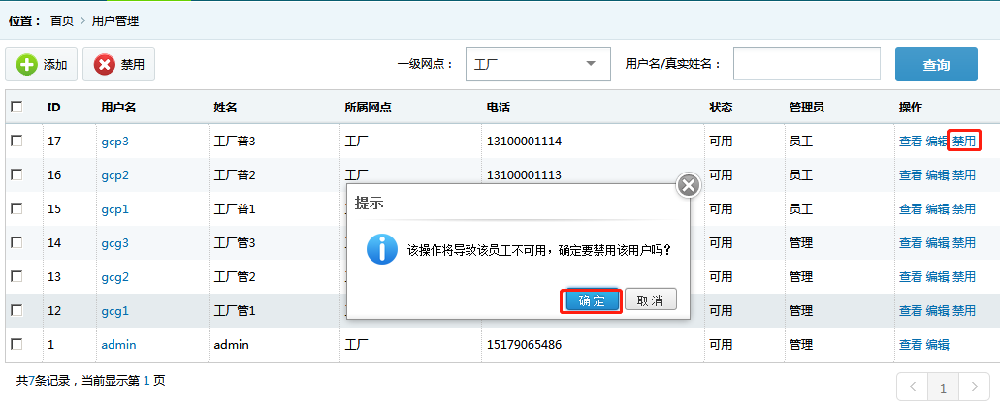 位置： 首页 › 用户管理
添加 禁用 一级网点： 工厂 用户名/真实姓名： 查询
ID 用户名 姓名 所属网点 电话 状态 管理员 操作
17 gcp3 工厂普3 工厂 13100001114 可用 员工 查看 编辑 禁用
16 gcp2 工厂普2 工厂 13100001113 可用 员工 查看 编辑 禁用
15 gcp1 工厂普1 可用 员工 查看 编辑 禁用
14 gcg3 工厂管3 可用 管理 查看 编辑 禁用
13 gcg2 工厂管2 可用 管理 查看 编辑 禁用
12 gcg1 工厂管1 可用 管理 查看 编辑 禁用
1 admin admin 工厂 15179065486 可用 管理 查看 编辑
提示
该操作将导致该员工不可用，确定要禁用该用户吗？
确定 取消
共7条记录，当前显示第 1 页
< 1 >